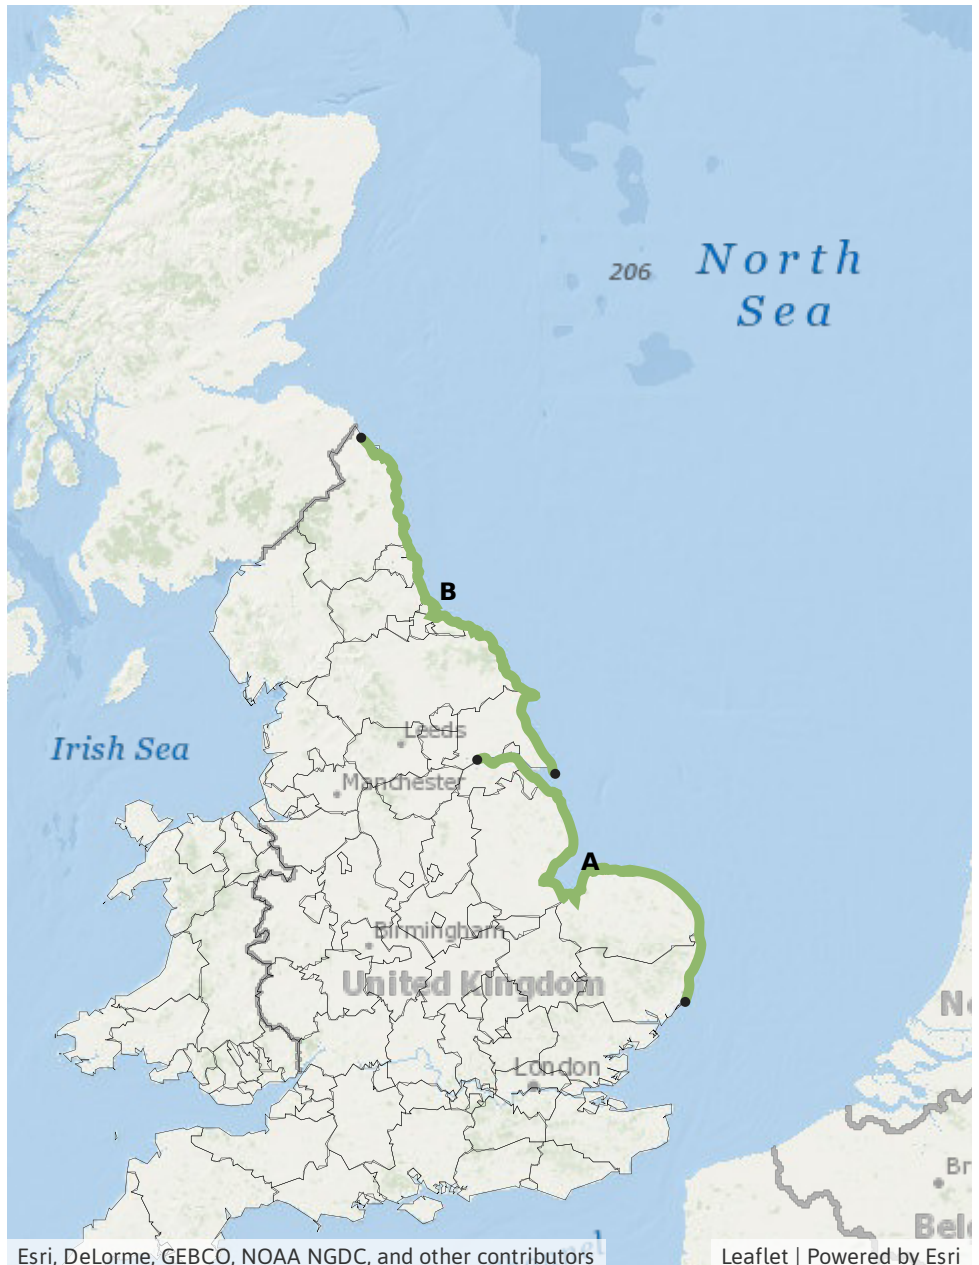 North
Sea
206
B
Leeds
Irish Sea
Manchester
A
Birmingham
United Kingdom
London
Esri, DeLorme, GEBCO, NOAA NGDC, and other contributors
Leaflet | Powered by Esri